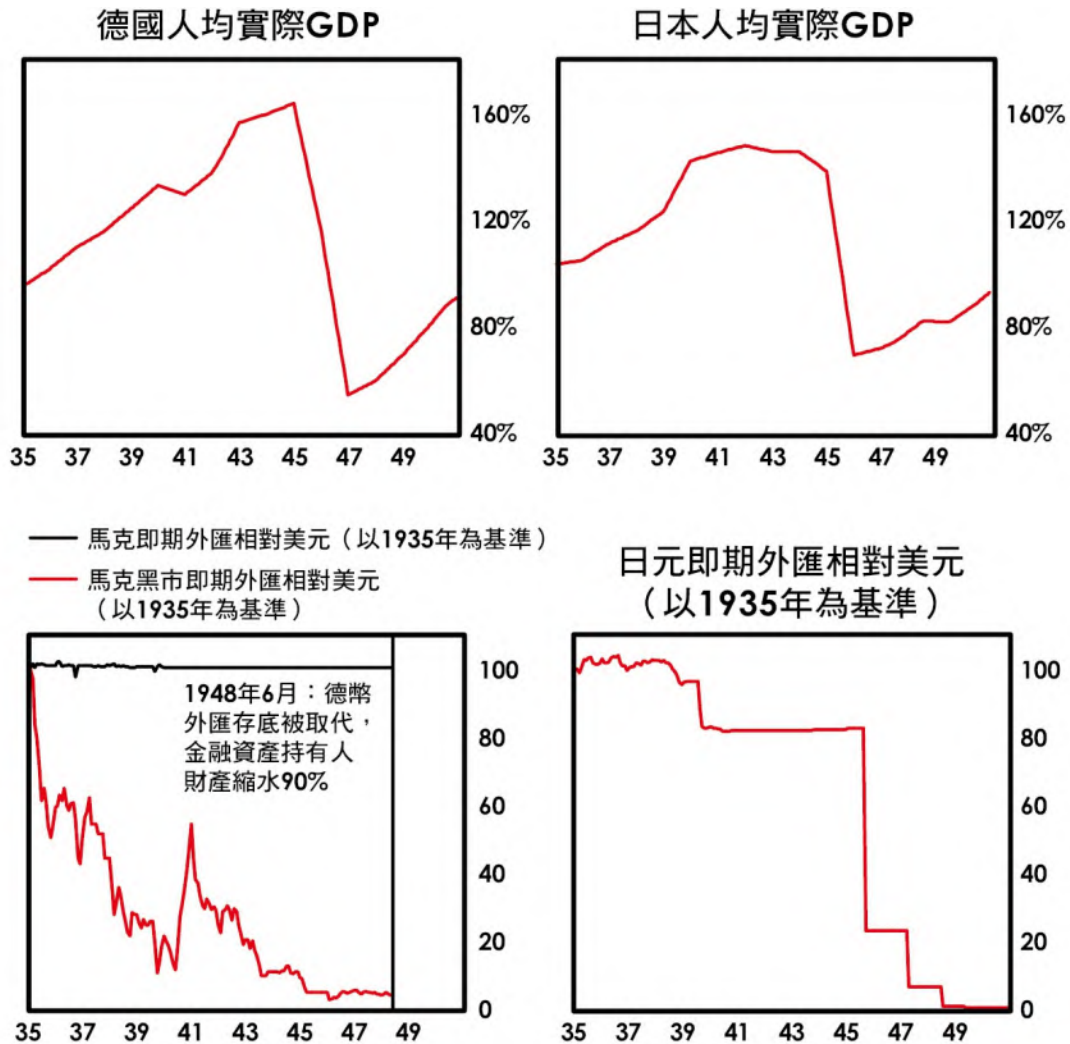 德國人均實際GDP
160%
120%
80%
40%
35 37 39 41 43 45 47 49
日本人均實際GDP
160%
120%
80%
40%
35 37 39 41 43 45 47 49
馬克即期外匯相對美元（以1935年為基準）
馬克黑市即期外匯相對美元
（以1935年為基準）
1948年6月：德幣
外匯存底被取代，
金融資產持有人
財產縮水90%
100
80
60
40
20
0
35 37 39 41 43 45 47 49
日元即期外匯相對美元
（以1935年為基準）
100
80
60
40
20
0
35 37 39 41 43 45 47 49